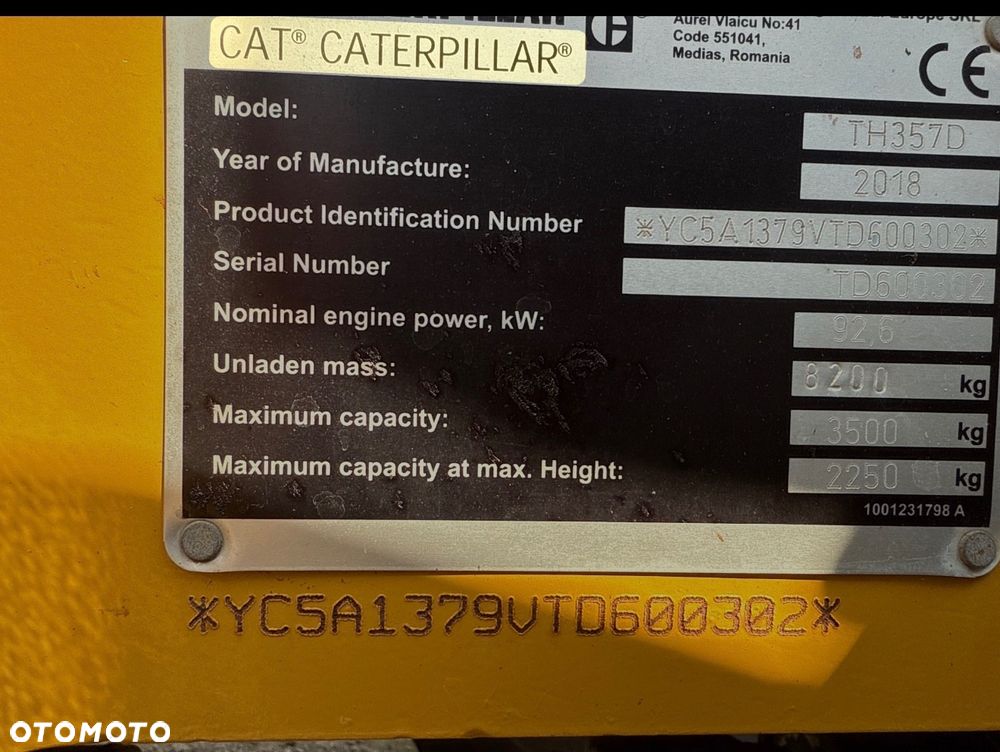 CAT® CATERPILLAR®
Aurel Vlaicu No:41
Code 551041,
Medias, Romania
Europe SRL
CE
Model: TH357D
Year of Manufacture: 2018
Product Identification Number *YC5A1379VTD600302*
Serial Number TD600302
Nominal engine power, kW: 92,6
Unladen mass: 8200 kg
Maximum capacity: 3500 kg
Maximum capacity at max. Height: 2250 kg
1001231798 A
*YC5A1379VTD600302*
OTOMOTO